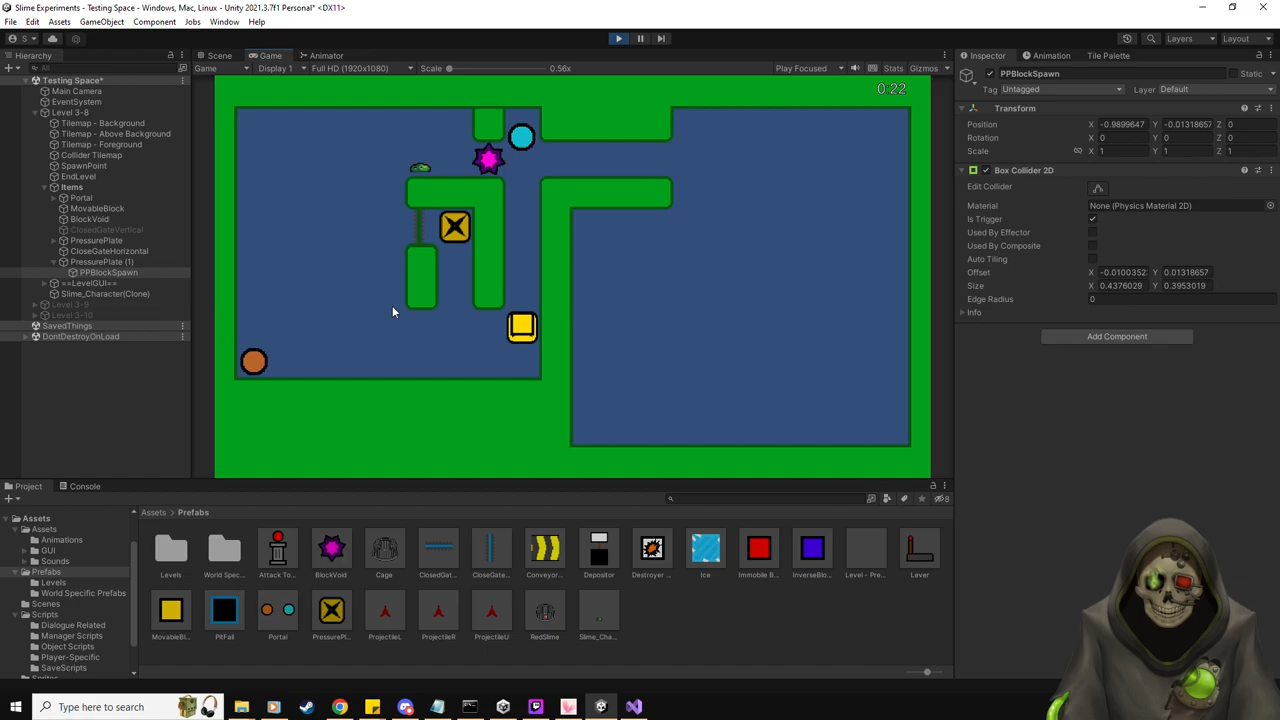 Slime Experiments - Testing Space - Windows, Mac, Linux - Unity 2021.3.7f1 Personal* <DX11>
File Edit Assets GameObject Component Jobs Window Help
S Layers Layout
Hierarchy Scene Game Animator Inspector Animation Tile Palette
All Game Display 1 Full HD (1920x1080) Scale 0.56x Play Focused Stats Gizmos
PPBlockSpawn Static
Tag Untagged Layer Default
Testing Space*
Main Camera
EventSystem
Level 3-8
Tilemap - Background
Tilemap - Above Background
Tilemap - Foreground
Collider Tilemap
SpawnPoint
EndLevel
Items
Portal
MovableBlock
BlockVoid
ClosedGateVertical
PressurePlate
CloseGateHorizontal
PressurePlate (1)
PPBlockSpawn
==LevelGUI==
Slime_Character(Clone)
Level 3-9
Level 3-10
SavedThings
DontDestroyOnLoad
0:22
Transform
Position X -0.9899647 Y -0.01318657 Z 0
Rotation X 0 Y 0 Z 0
Scale X 1 Y 1 Z 1
Box Collider 2D
Edit Collider
Material None (Physics Material 2D)
Is Trigger
Used By Effector
Used By Composite
Auto Tiling
Offset X -0.0100352 Y 0.01318657
Size X 0.4376029 Y 0.3953019
Edge Radius 0
Info
Add Component
Project Console
8
Assets
Assets
Animations
GUI
Sounds
Prefabs
Levels
World Specific Prefabs
Scenes
Scripts
Dialogue Related
Manager Scripts
Object Scripts
Player-Specific
SaveScripts
Assets > Prefabs
Levels World Spec... Attack To... BlockVoid Cage ClosedGat... CloseGate... Conveyor... Depositor Destroyer ... Ice Immobile B... InverseBlo... Level - Pre... Lever
MovableBl... PitFall Portal PressurePl... ProjectileL ProjectileR ProjectileU RedSlime Slime_Cha...
Type here to search